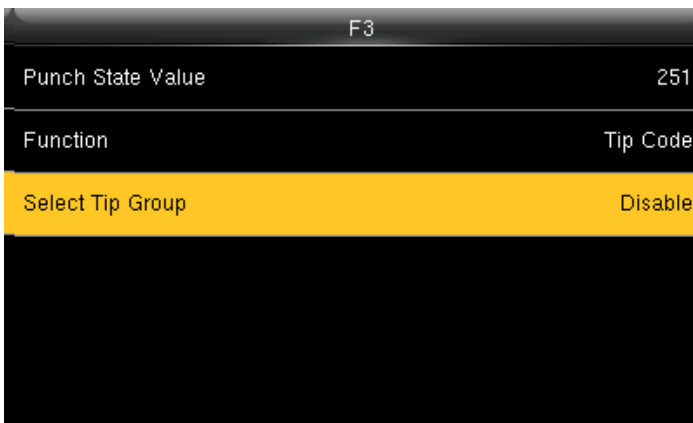 F3
Punch State Value 251
Function Tip Code
Select Tip Group Disable